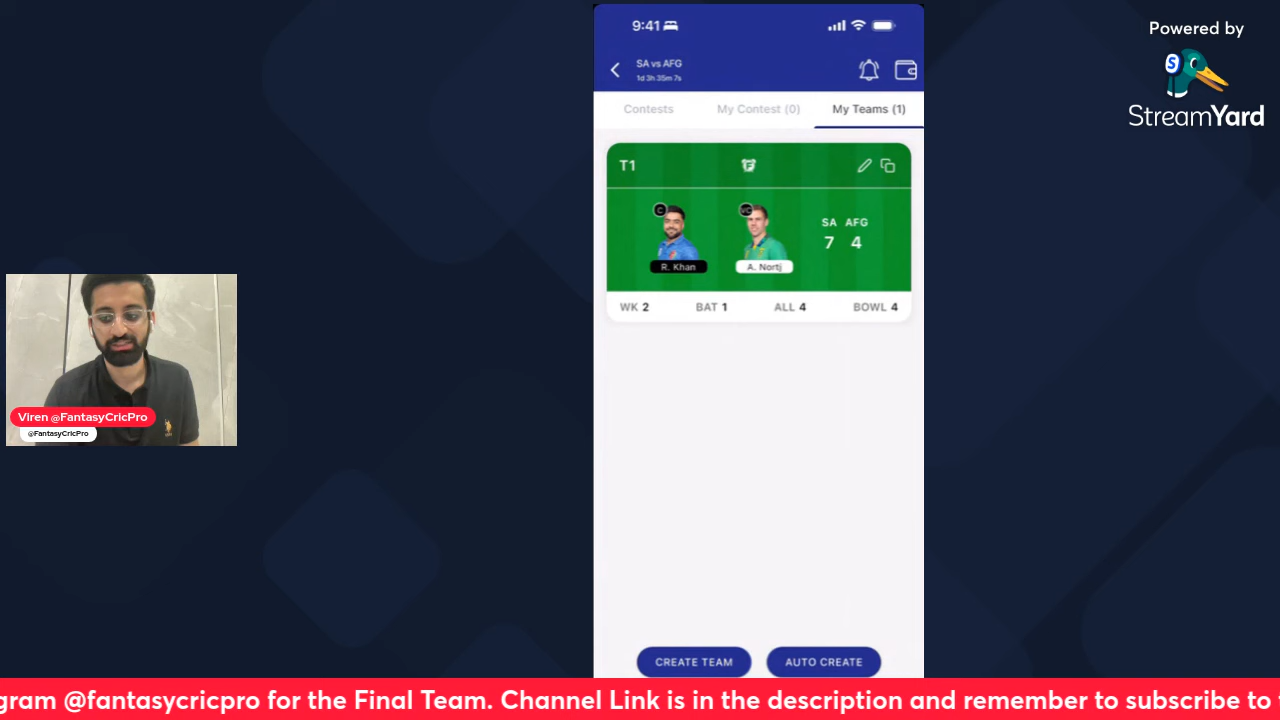 9:41
Powered by
StreamYard
SA vs AFG
1d 3h 35m 7s
Contests
My Contest (0)
My Teams (1)
T1
C
VC
SA AFG
7 4
R. Khan
A. Nortj
WK 2
BAT 1
ALL 4
BOWL 4
Viren @FantasyCricPro
@FantasyCricPro
CREATE TEAM
AUTO CREATE
gram @fantasycricpro for the Final Team. Channel Link is in the description and remember to subscribe to